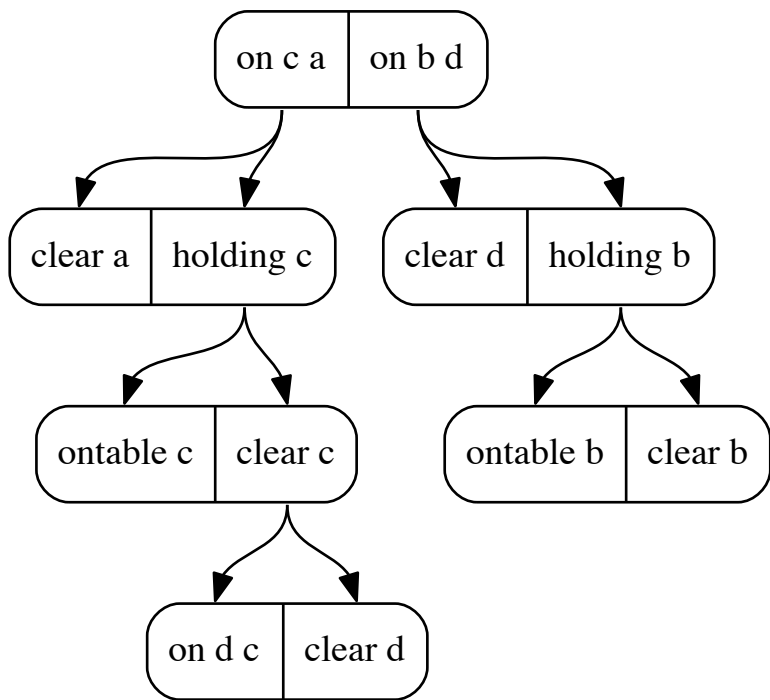 on c a
on b d
clear a
holding c
clear d
holding b
ontable c
clear c
ontable b
clear b
on d c
clear d